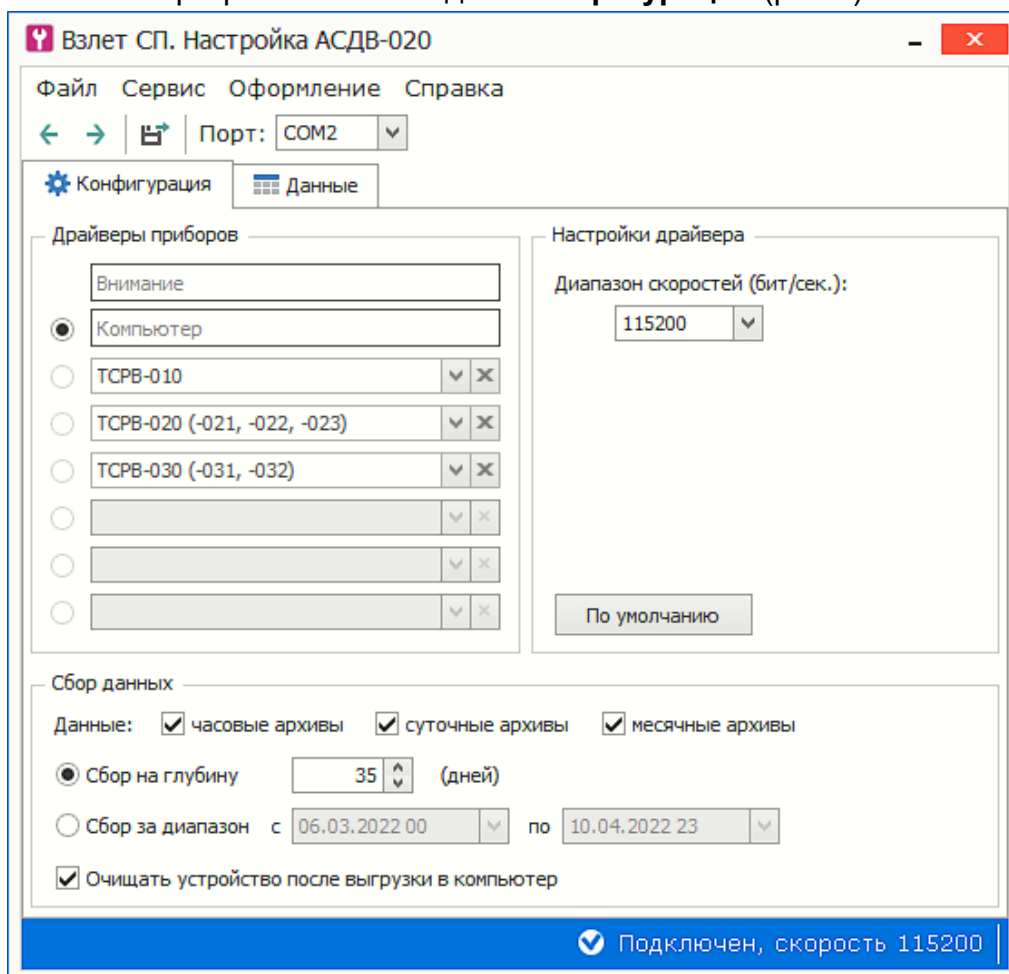 Взлет СП. Настройка АСДВ-020
Файл Сервис Оформление Справка
Порт: COM2
Конфигурация Данные
Драйверы приборов
Внимание
Компьютер
ТСРВ-010
ТСРВ-020 (-021, -022, -023)
ТСРВ-030 (-031, -032)
Настройки драйвера
Диапазон скоростей (бит/сек.):
115200
По умолчанию
Сбор данных
Данные: часовые архивы суточные архивы месячные архивы
Сбор на глубину 35 (дней)
Сбор за диапазон с 06.03.2022 00 по 10.04.2022 23
Очищать устройство после выгрузки в компьютер
Подключен, скорость 115200